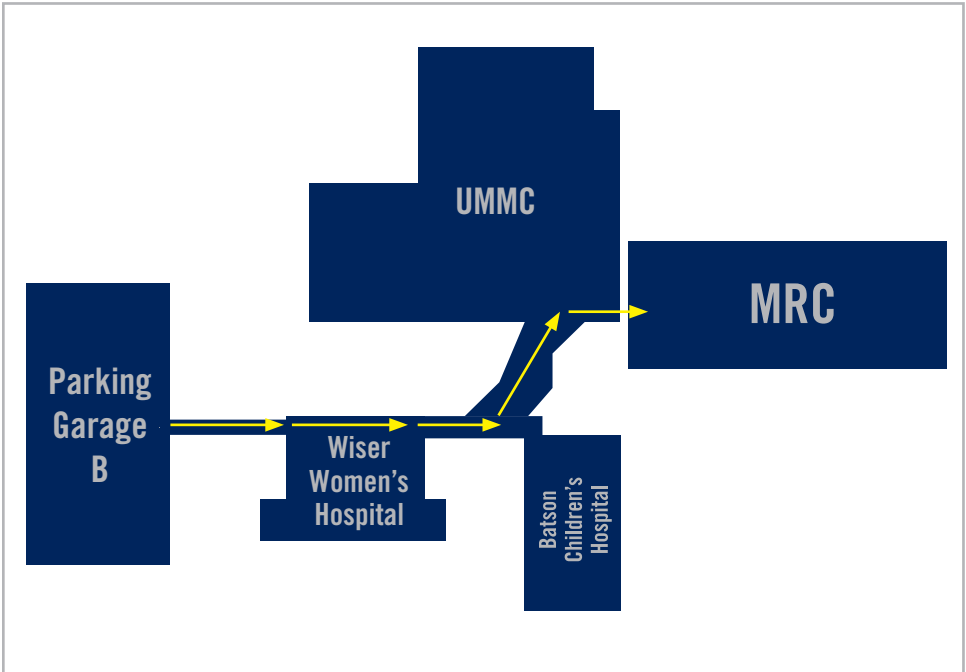 UMMC
MRC
Parking
Garage
B
Wiser
Women's
Hospital
Batson
Children's
Hospital